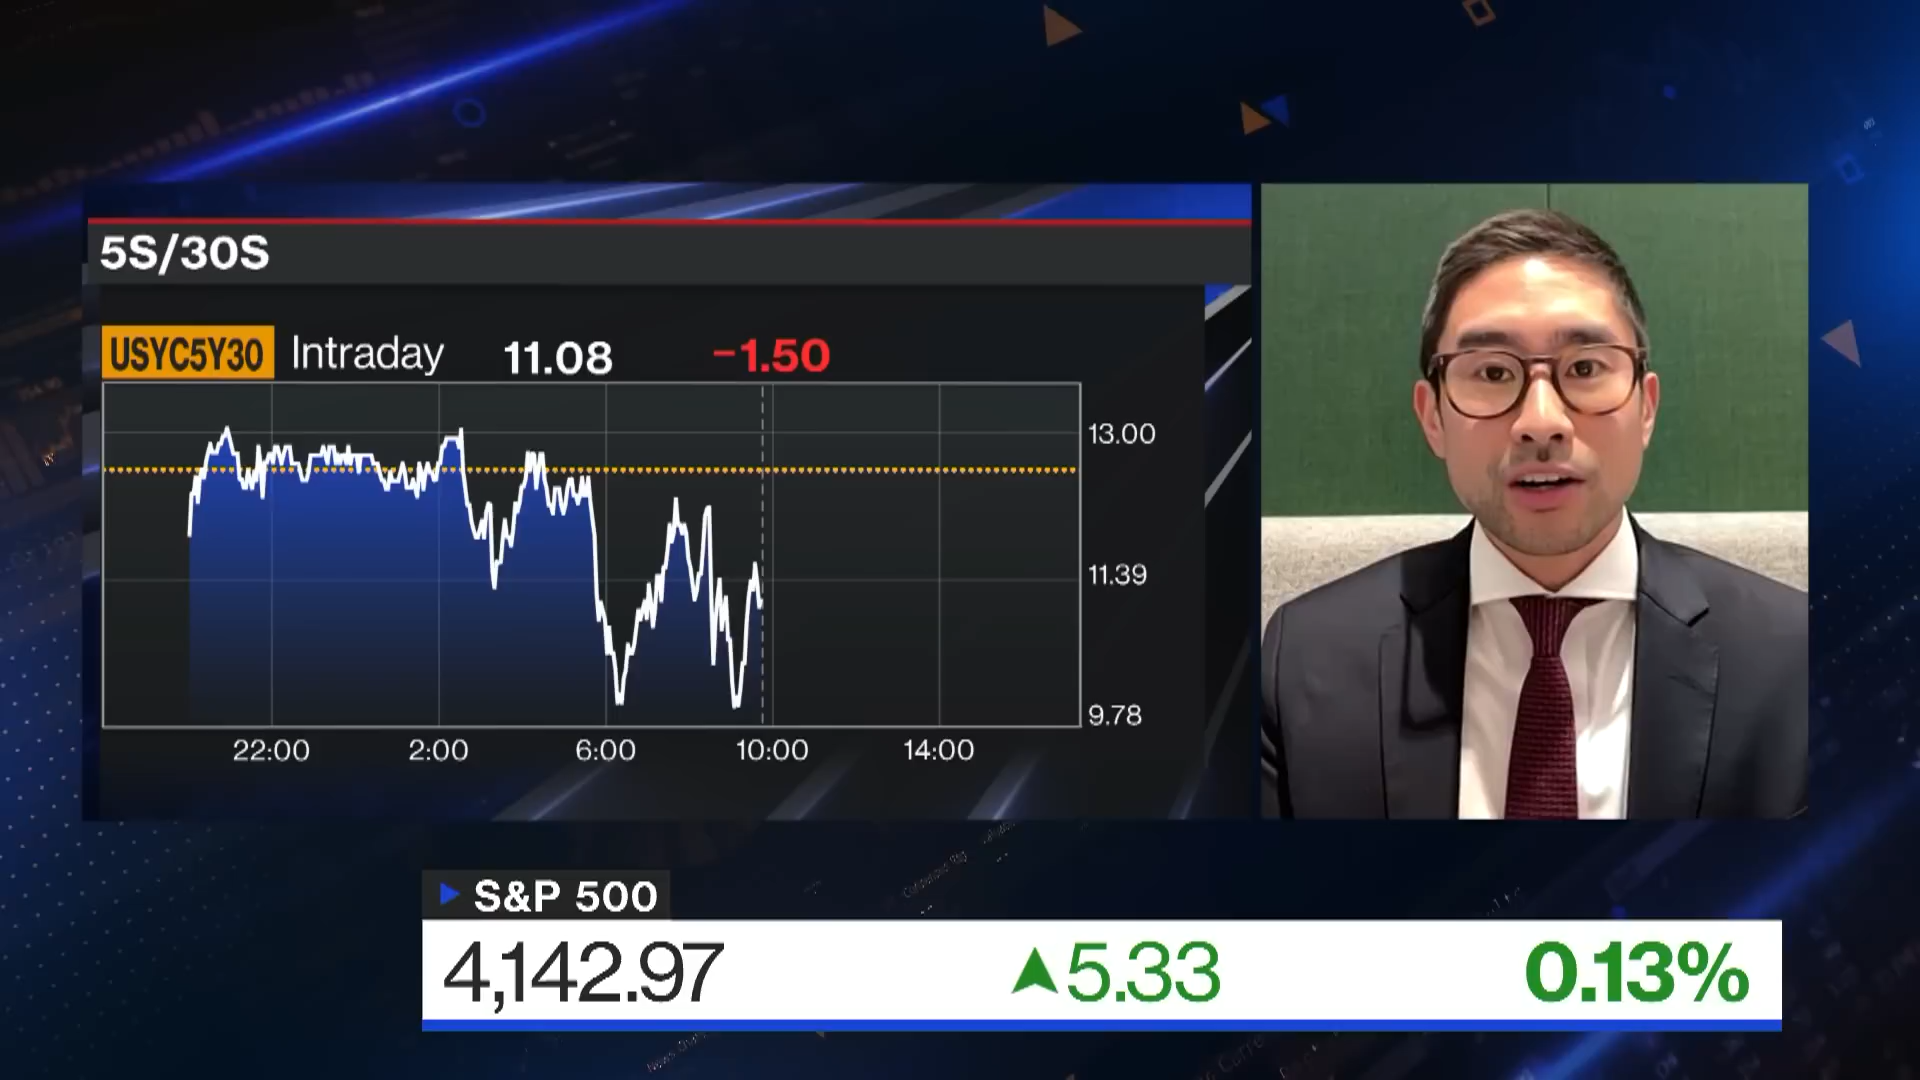 5S/30S
USYC5Y30 Intraday 11.08 -1.50
13.00
11.39
9.78
22:00 2:00 6:00 10:00 14:00
S&P 500
4,142.97 ▲5.33 0.13%